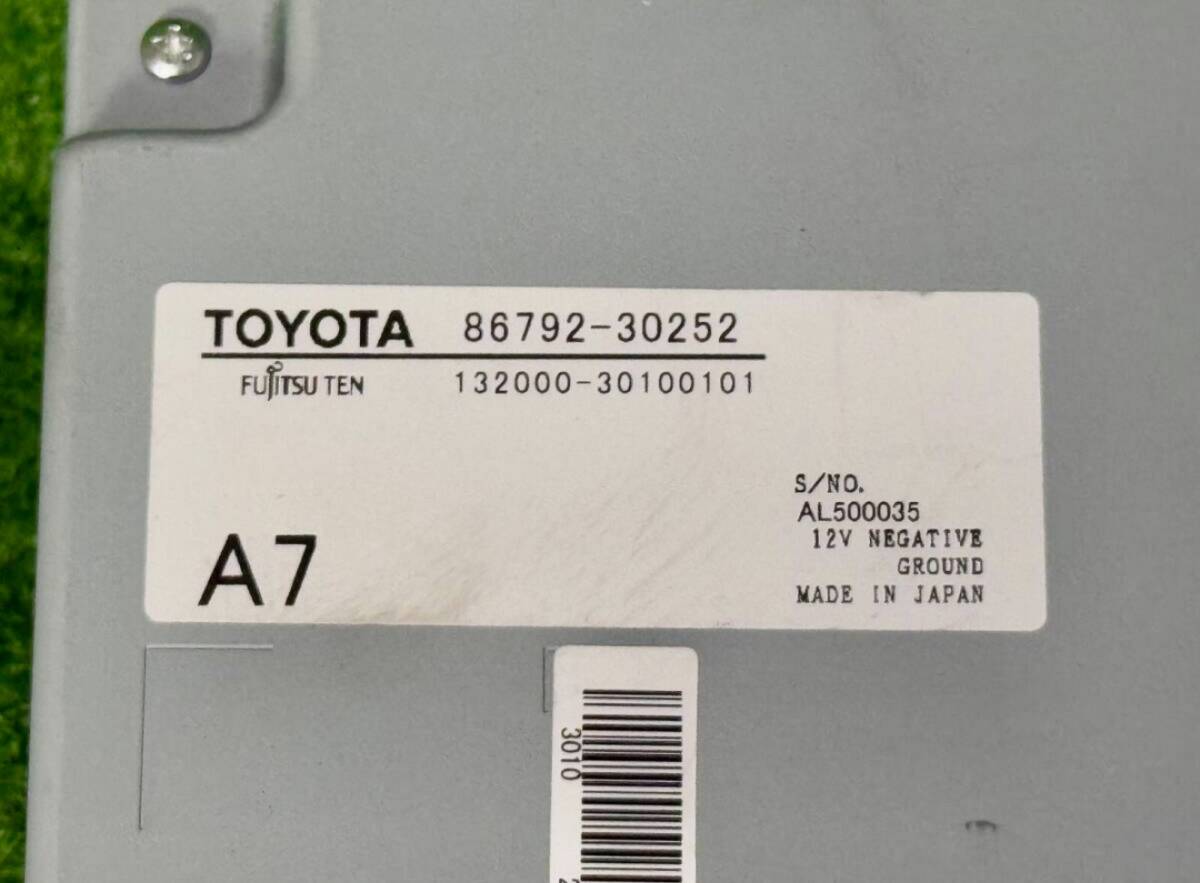 TOYOTA 86792-30252
FUJITSU TEN 132000-30100101
S/NO.
AL500035
12V NEGATIVE
GROUND
A7
MADE IN JAPAN
3010